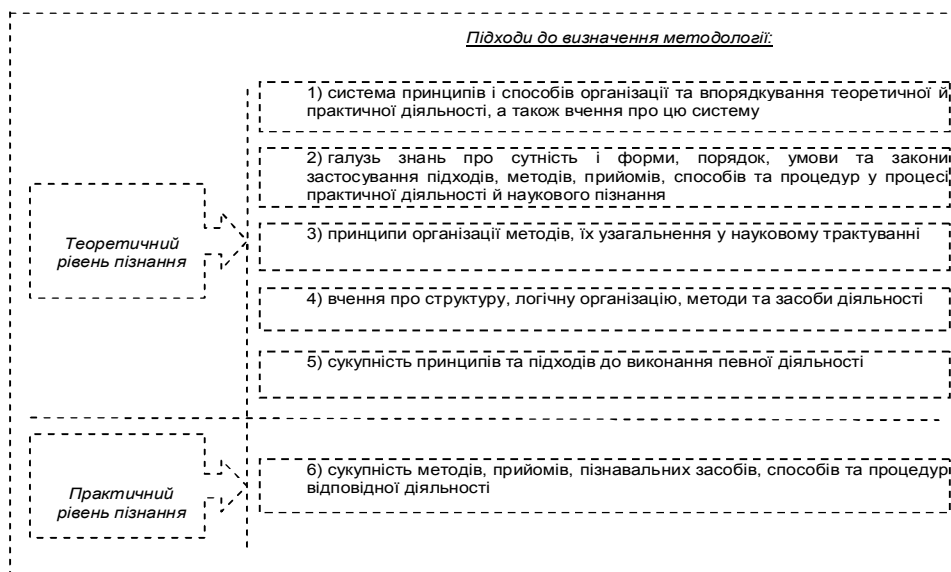 Підходи до визначення методології:
1) система принципів і способів організації та впорядкування теоретичної й
практичної діяльності, а також вчення про цю систему
2) галузь знань про сутність і форми, порядок, умови та закони
застосування підходів, методів, прийомів, способів та процедур у процесі
практичної діяльності й наукового пізнання
Теоретичний
рівень пізнання
3) принципи організації методів, їх узагальнення у науковому трактуванні
4) вчення про структуру, логічну організацію, методи та засоби діяльності
5) сукупність принципів та підходів до виконання певної діяльності
Практичний
рівень пізнання
6) сукупність методів, прийомів, пізнавальних засобів, способів та процедур
відповідної діяльності